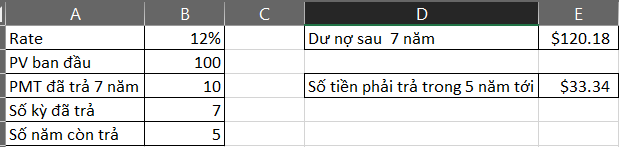 A B C D E
Rate 12% Dư nợ sau 7 năm $120.18
PV ban đầu 100
PMT đã trả 7 năm 10 Số tiền phải trả trong 5 năm tới $33.34
Số kỳ đã trả 7
Số năm còn trả 5